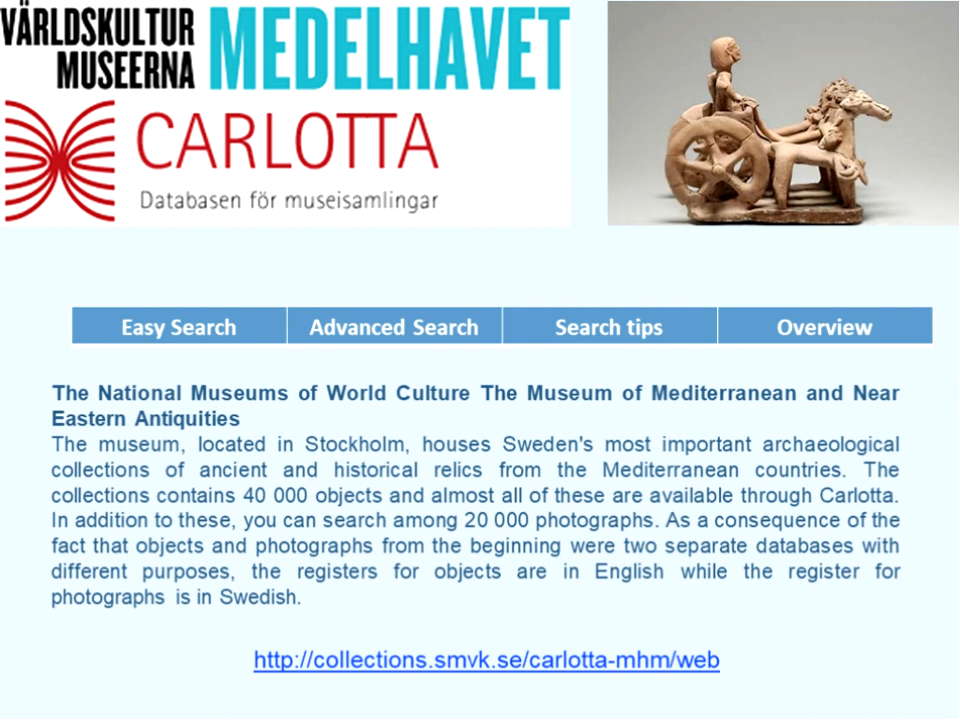 VÄRLDSKULTUR
MUSEERNA
MEDELHAVET
CARLOTTA
Databasen för museisamlingar
Easy Search Advanced Search Search tips Overview
The National Museums of World Culture The Museum of Mediterranean and Near
Eastern Antiquities
The museum, located in Stockholm, houses Sweden's most important archaeological
collections of ancient and historical relics from the Mediterranean countries. The
collections contains 40 000 objects and almost all of these are available through Carlotta.
In addition to these, you can search among 20 000 photographs. As a consequence of the
fact that objects and photographs from the beginning were two separate databases with
different purposes, the registers for objects are in English while the register for
photographs is in Swedish.
http://collections.smvk.se/carlotta-mhm/web